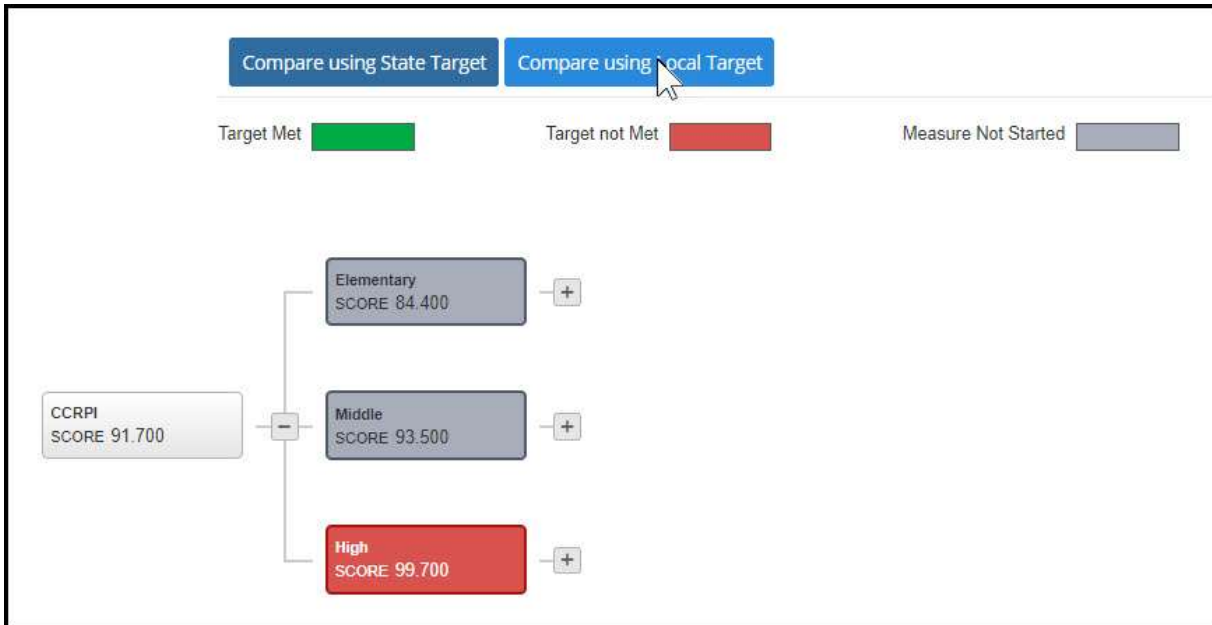 Compare using State Target
Compare using Local Target
Target Met
Target not Met
Measure Not Started
Elementary
SCORE 84.400
CCRPI
SCORE 91.700
Middle
SCORE 93.500
High
SCORE 99.700